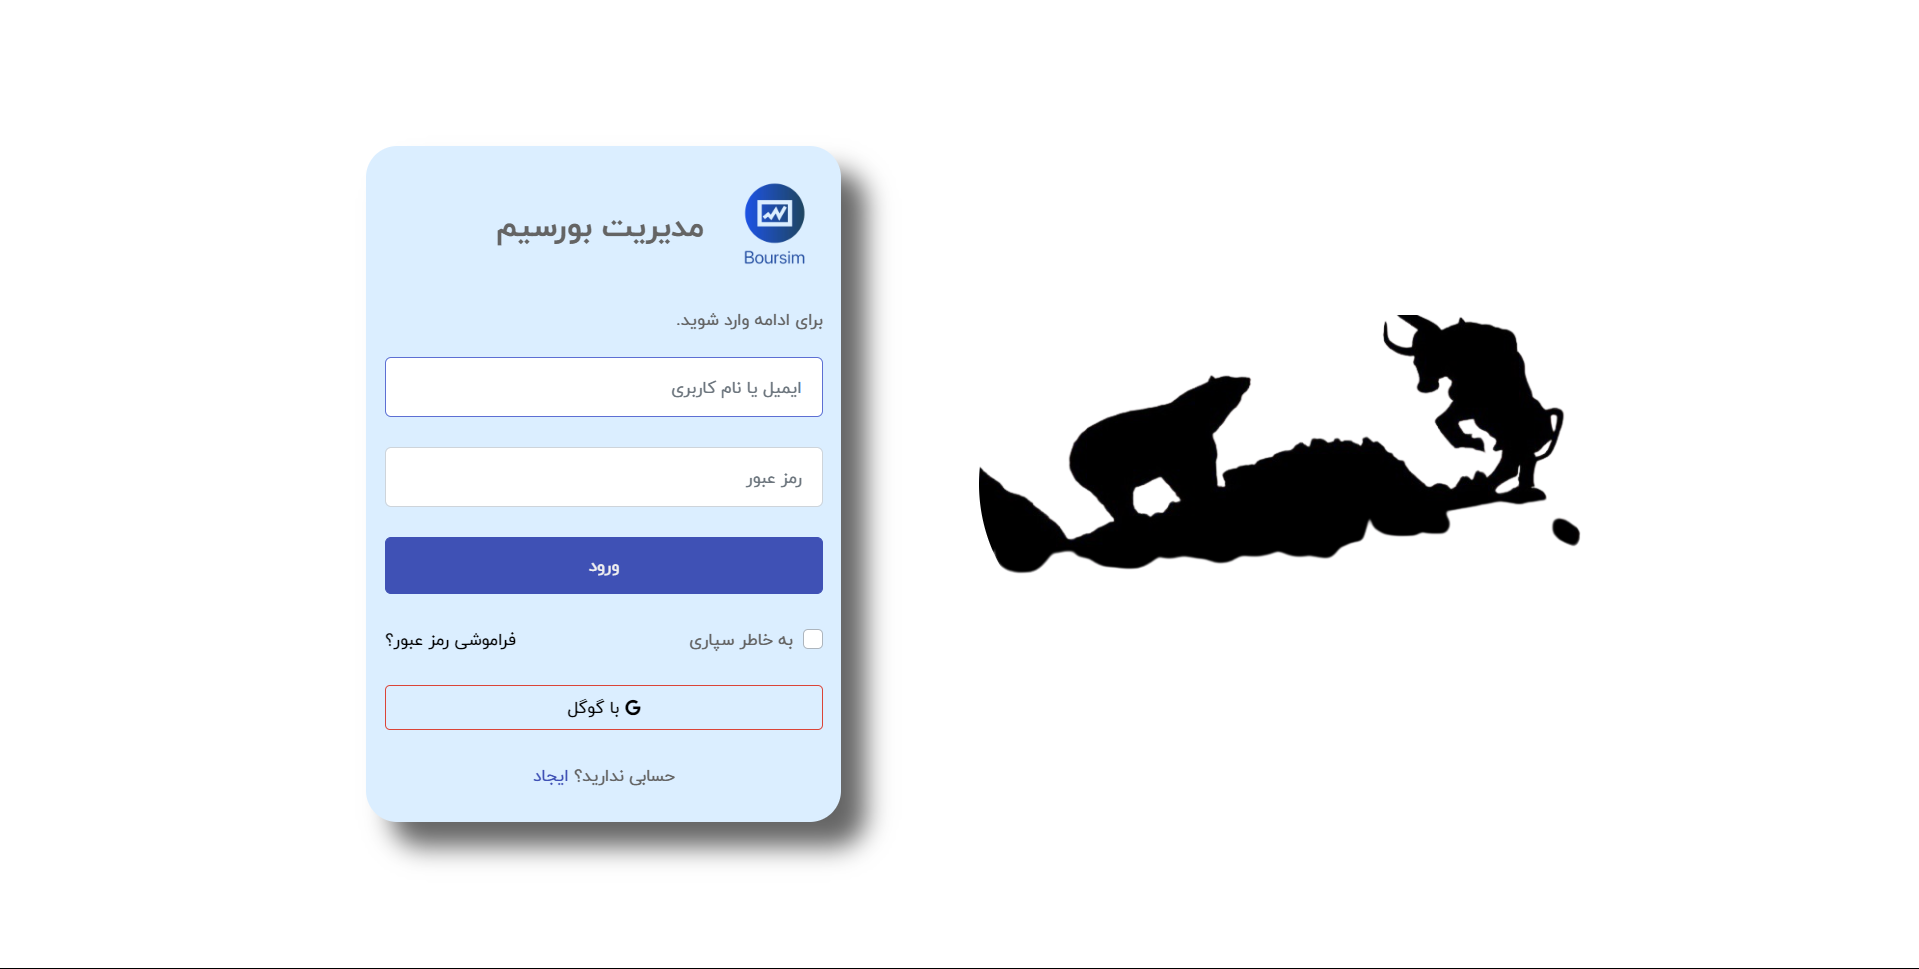 Boursim
مدیریت بورسیم
برای ادامه وارد شوید.
ایمیل یا نام کاربری
رمز عبور
ورود
به خاطر سپاری
فراموشی رمز عبور؟
با گوگل
حسابی ندارید؟ ایجاد